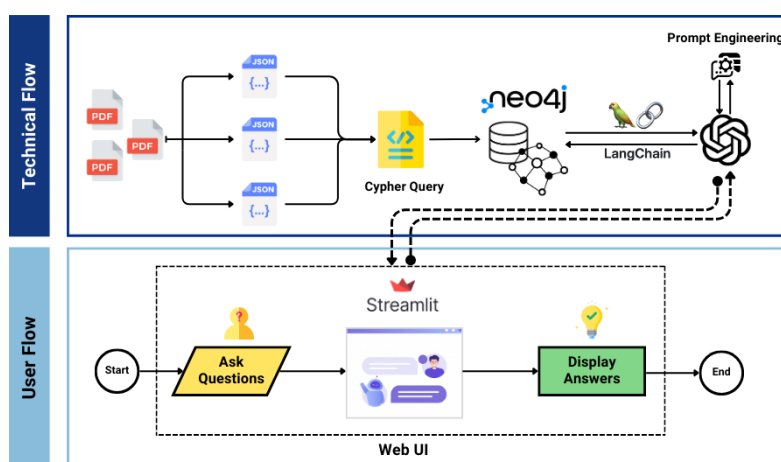 Technical Flow
PDF
PDF
PDF
JSON
{...}
JSON
{...}
JSON
{...}
</>
Cypher Query
neo4j
LangChain
Prompt Engineering
User Flow
Start
?
Ask
Questions
Streamlit
Display
Answers
End
Web UI